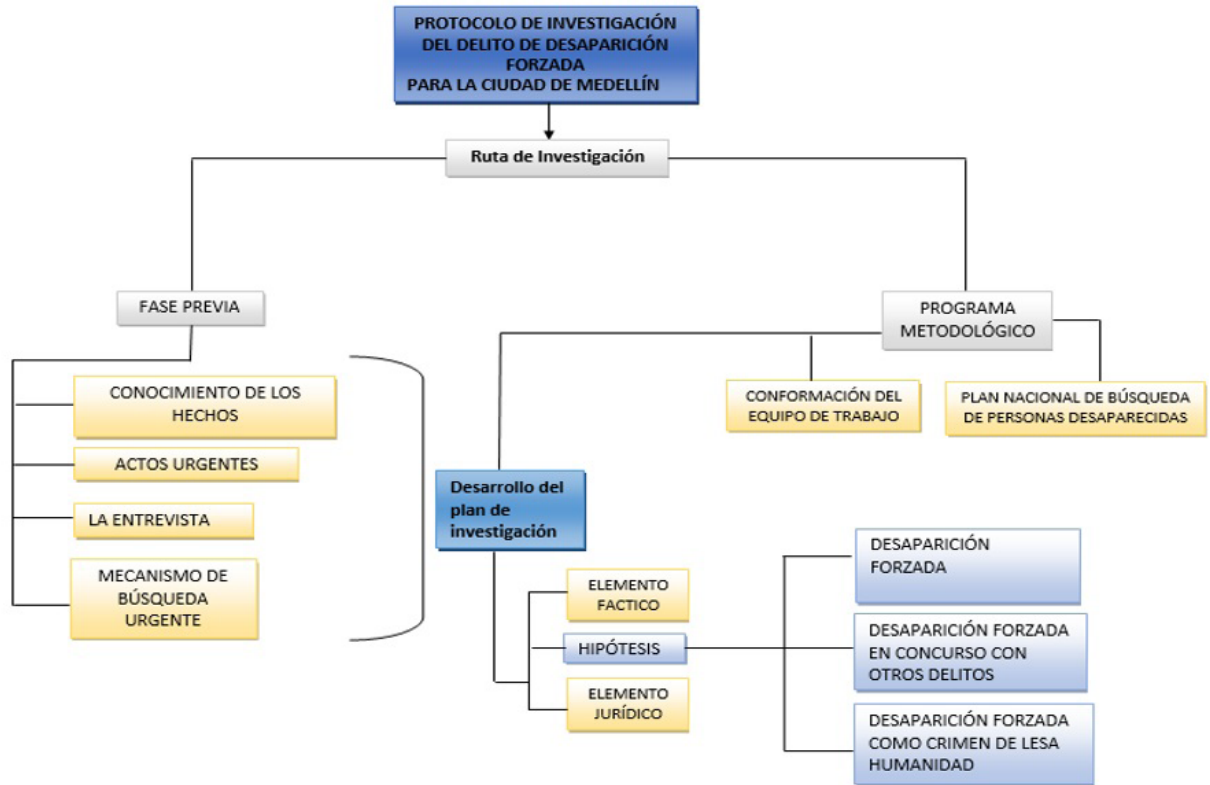 PROTOCOLO DE INVESTIGACIÓN
DEL DELITO DE DESAPARICIÓN
FORZADA
PARA LA CIUDAD DE MEDELLÍN
Ruta de Investigación
FASE PREVIA
CONOCIMIENTO DE LOS
HECHOS
ACTOS URGENTES
LA ENTREVISTA
MECANISMO DE
BÚSQUEDA
URGENTE
PROGRAMA
METODOLÓGICO
CONFORMACIÓN DEL
EQUIPO DE TRABAJO
PLAN NACIONAL DE BÚSQUEDA
DE PERSONAS DESAPARECIDAS
Desarrollo del
plan de
investigación
ELEMENTO
FACTICO
HIPÓTESIS
ELEMENTO
JURÍDICO
DESAPARICIÓN
FORZADA
DESAPARICIÓN FORZADA
EN CONCURSO CON
OTROS DELITOS
DESAPARICIÓN FORZADA
COMO CRIMEN DE LESA
HUMANIDAD